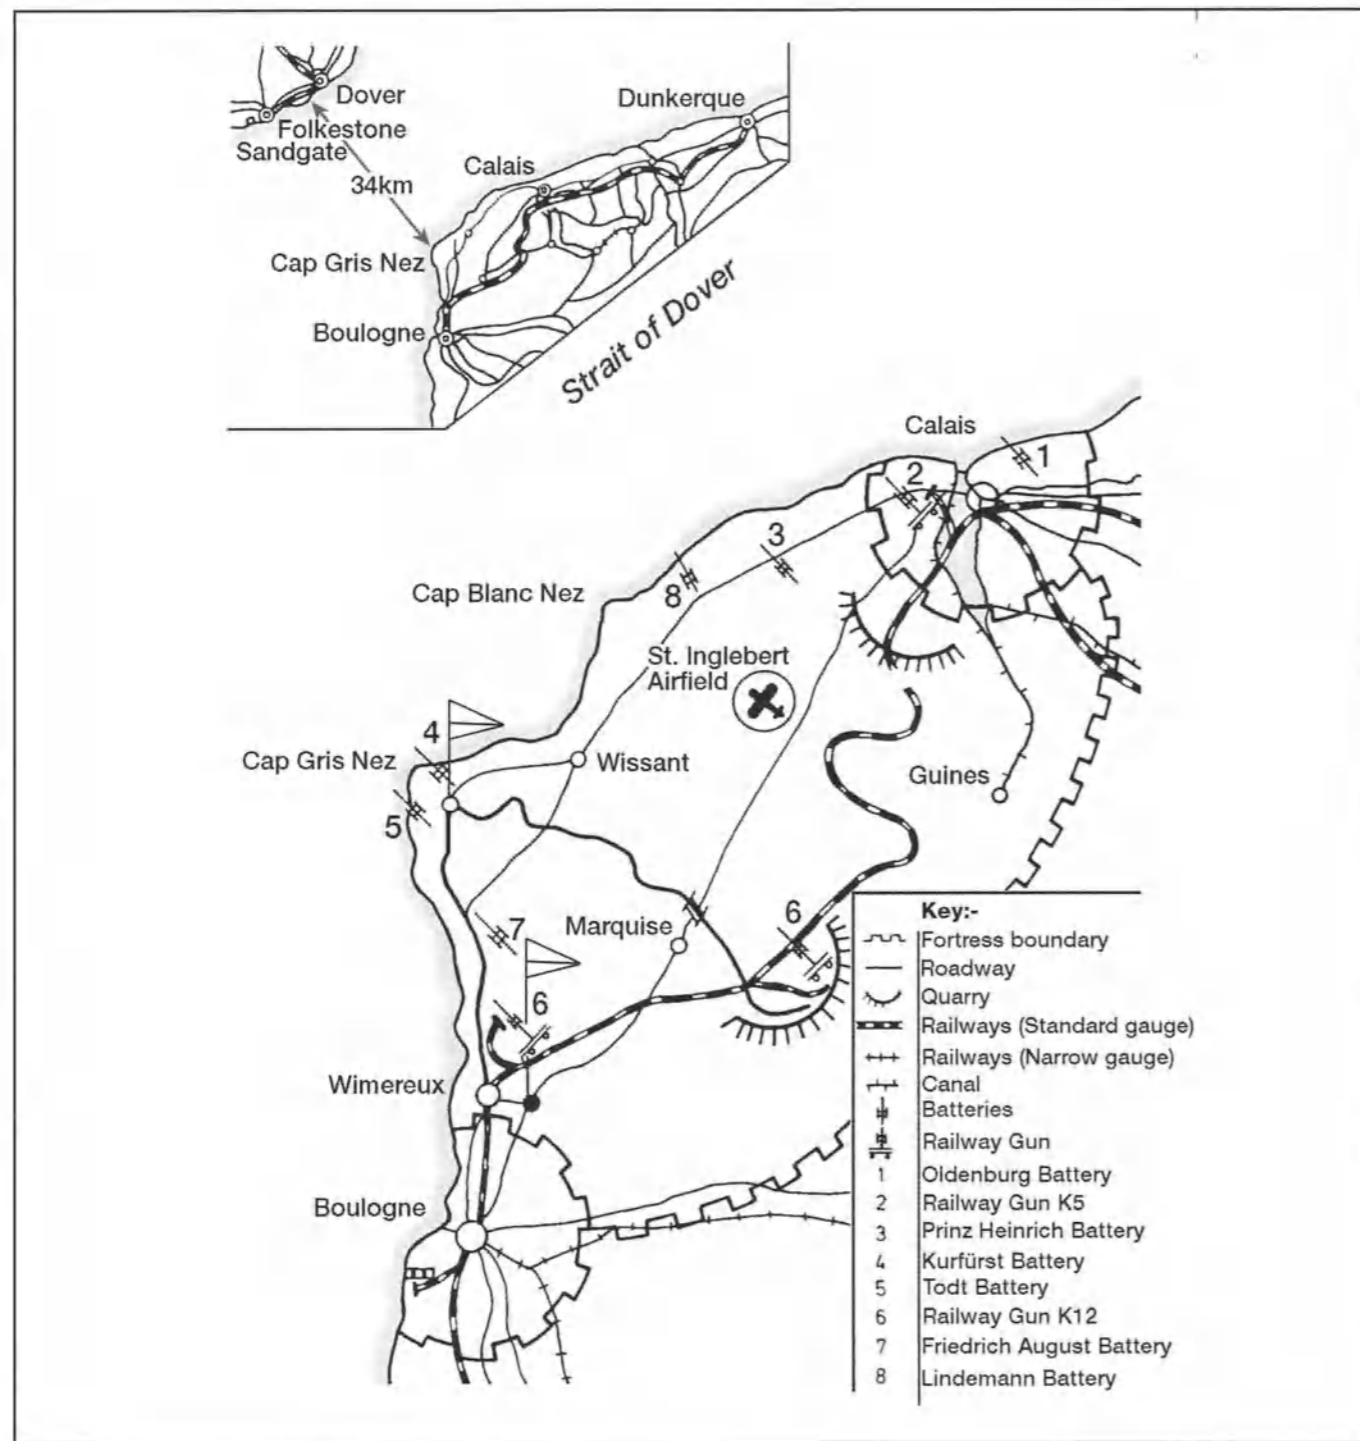 Dover
Folkestone
Sandgate
34km
Dunkerque
Calais
Cap Gris Nez
Boulogne
Strait of Dover
Calais
1
2
3
8
Cap Blanc Nez
St. Inglebert
Airfield
4
Cap Gris Nez
Wissant
5
Guines
7
Marquise
6
6
Wimereux
Boulogne
Key:-
Fortress boundary
Roadway
Quarry
Railways (Standard gauge)
Railways (Narrow gauge)
Canal
Batteries
Railway Gun
1 Oldenburg Battery
2 Railway Gun K5
3 Prinz Heinrich Battery
4 Kurfürst Battery
5 Todt Battery
6 Railway Gun K12
7 Friedrich August Battery
8 Lindemann Battery